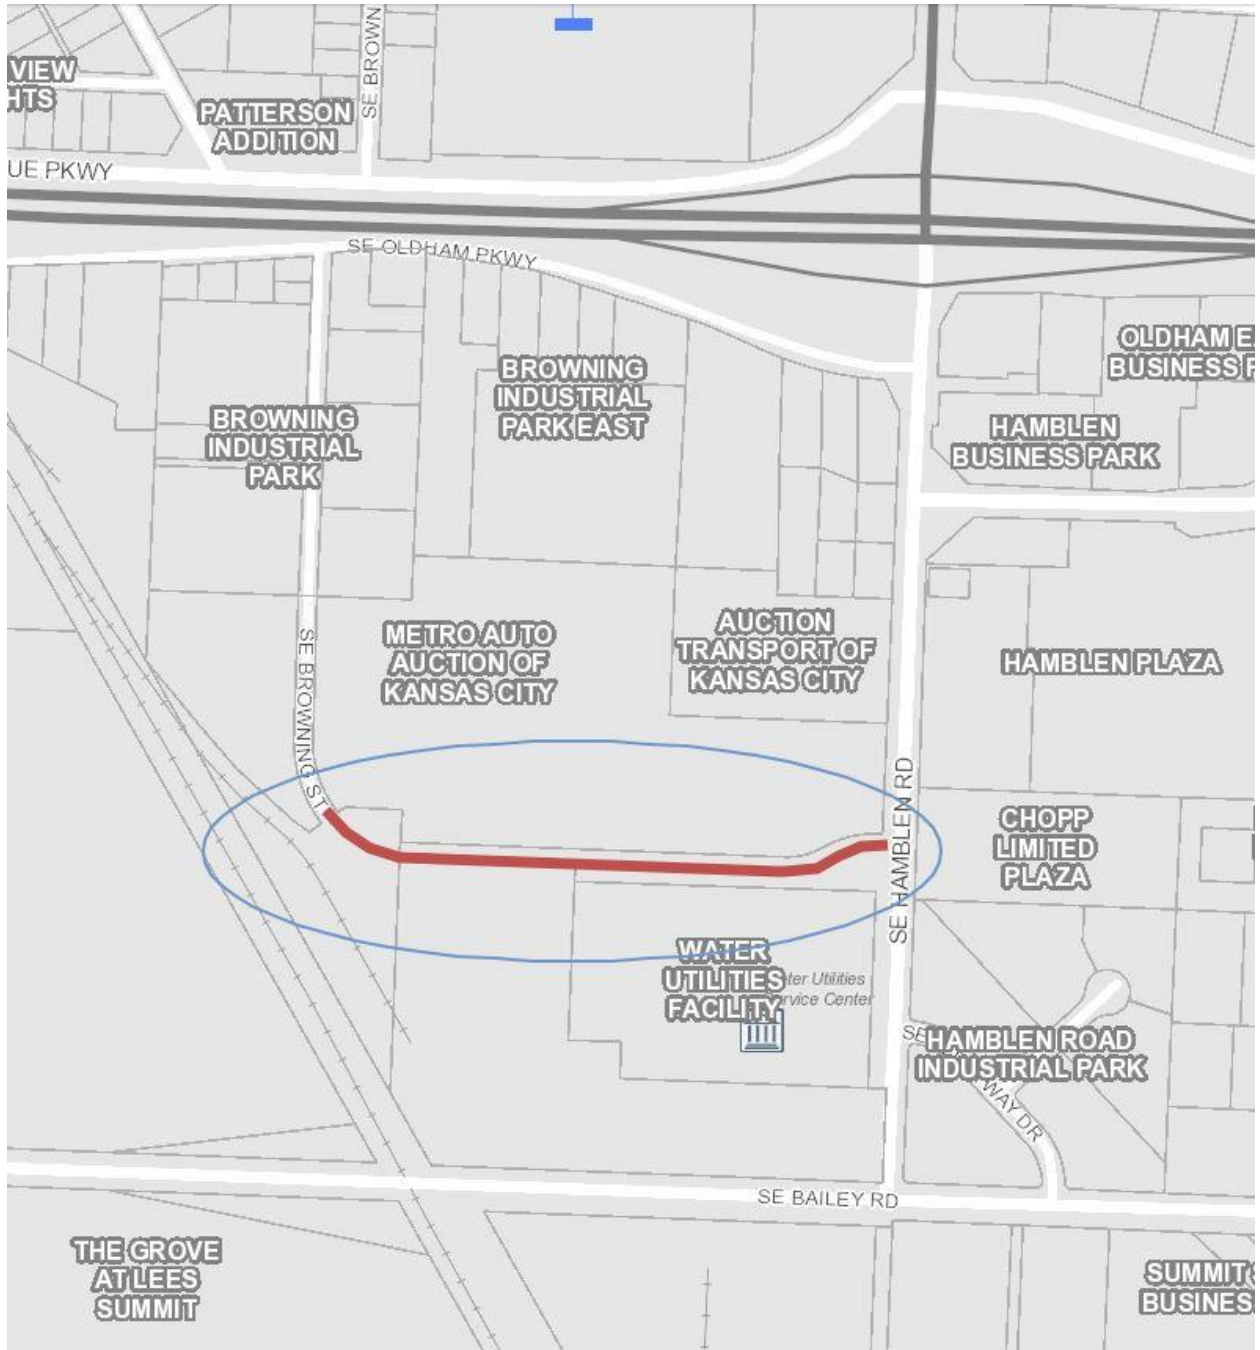 VIEW
HTS
SE BROWN
PATTERSON
ADDITION
UE PKWY
SE OLDHAM PKWY
OLDHAM E
BUSINESS P
BROWNING
INDUSTRIAL
PARK EAST
BROWNING
INDUSTRIAL
PARK
HAMBLEN
BUSINESS PARK
METRO AUTO
AUCTION OF
KANSAS CITY
AUCTION
TRANSPORT OF
KANSAS CITY
HAMBLEN PLAZA
SE BROWNING ST
SE HAMBLEN RD
CHOPP
LIMITED
PLAZA
WATER
UTILITIES
FACILITY
ter Utilities
rvice Center
SE
WAY DR
HAMBLEN ROAD
INDUSTRIAL PARK
SE BAILEY RD
THE GROVE
AT LEES
SUMMIT
SUMMIT S
BUSINES